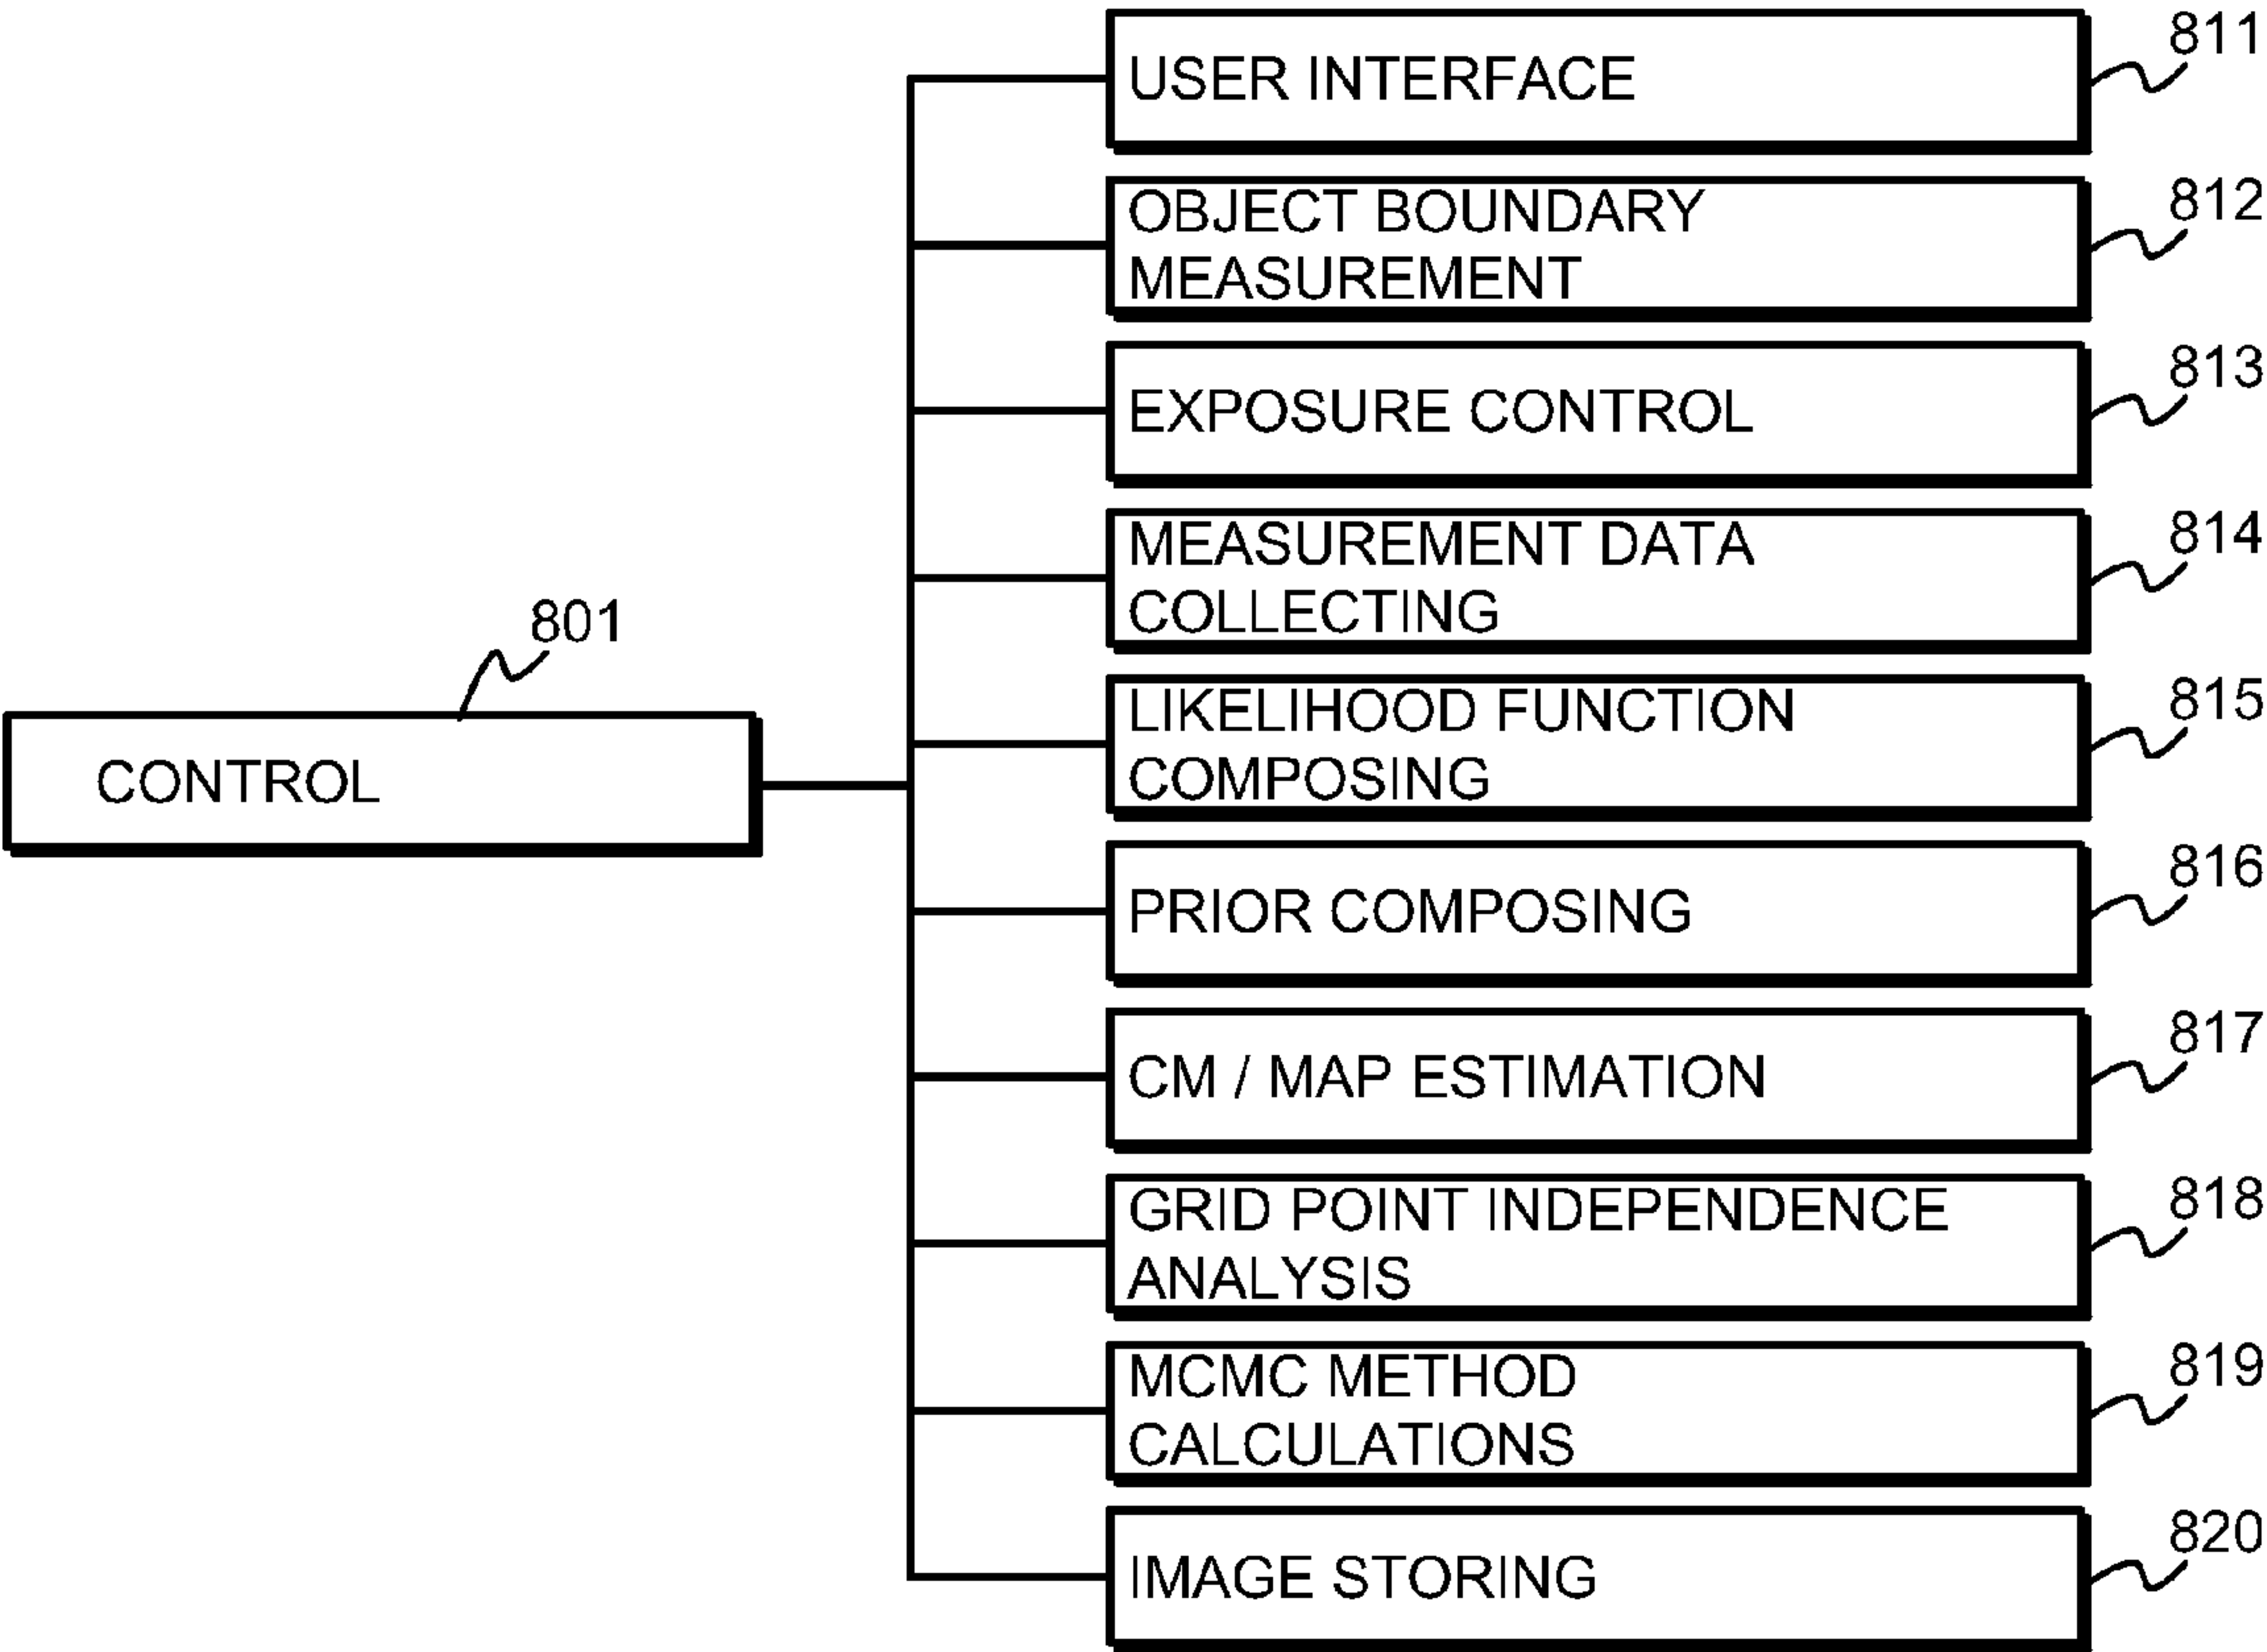 USER INTERFACE
811
OBJECT BOUNDARY
MEASUREMENT
812
EXPOSURE CONTROL
813
MEASUREMENT DATA
COLLECTING
814
801
CONTROL
LIKELIHOOD FUNCTION
COMPOSING
815
PRIOR COMPOSING
816
CM / MAP ESTIMATION
817
GRID POINT INDEPENDENCE
ANALYSIS
818
MCMC METHOD
CALCULATIONS
819
IMAGE STORING
820